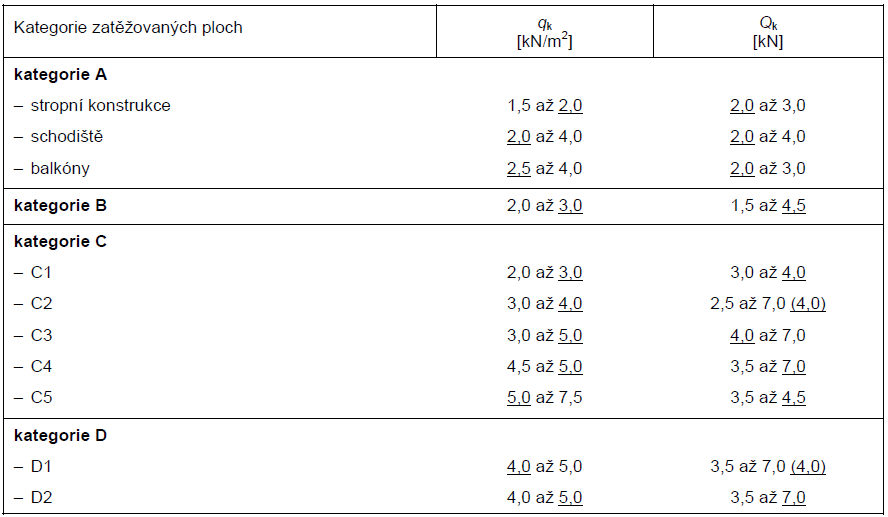 Kategorie zatěžovaných ploch qk Qk
[kN/m2] [kN]
kategorie A
– stropní konstrukce 1,5 až 2,0 2,0 až 3,0
– schodiště 2,0 až 4,0 2,0 až 4,0
– balkóny 2,5 až 4,0 2,0 až 3,0
kategorie B 2,0 až 3,0 1,5 až 4,5
kategorie C
– C1 2,0 až 3,0 3,0 až 4,0
– C2 3,0 až 4,0 2,5 až 7,0 (4,0)
– C3 3,0 až 5,0 4,0 až 7,0
– C4 4,5 až 5,0 3,5 až 7,0
– C5 5,0 až 7,5 3,5 až 4,5
kategorie D
– D1 4,0 až 5,0 3,5 až 7,0 (4,0)
– D2 4,0 až 5,0 3,5 až 7,0